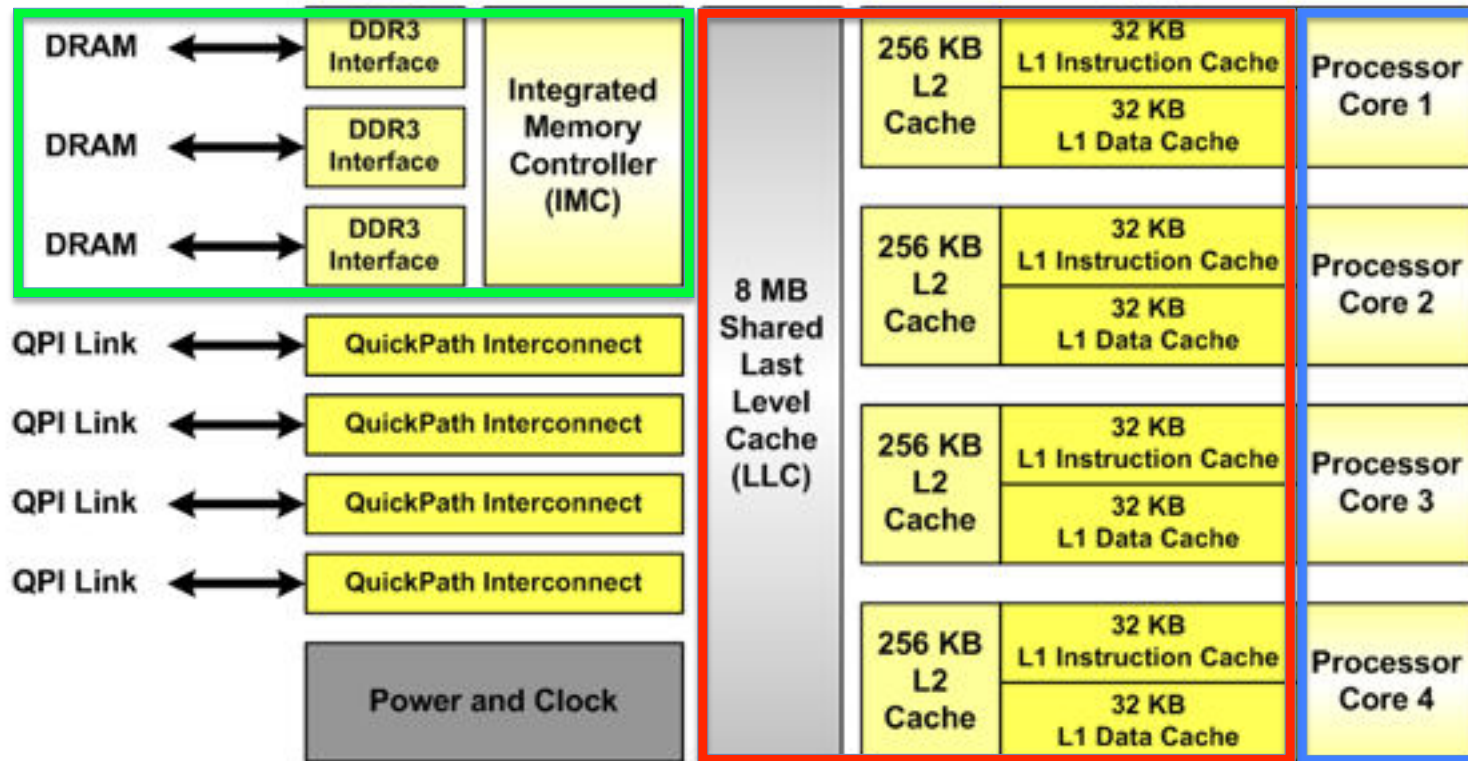 DRAM
DDR3
Interface
DRAM
DDR3
Interface
DRAM
DDR3
Interface
Integrated
Memory
Controller
(IMC)
QPI Link
QuickPath Interconnect
QPI Link
QuickPath Interconnect
QPI Link
QuickPath Interconnect
QPI Link
QuickPath Interconnect
Power and Clock
8 MB
Shared
Last
Level
Cache
(LLC)
256 KB
L2
Cache
32 KB
L1 Instruction Cache
32 KB
L1 Data Cache
Processor
Core 1
256 KB
L2
Cache
32 KB
L1 Instruction Cache
32 KB
L1 Data Cache
Processor
Core 2
256 KB
L2
Cache
32 KB
L1 Instruction Cache
32 KB
L1 Data Cache
Processor
Core 3
256 KB
L2
Cache
32 KB
L1 Instruction Cache
32 KB
L1 Data Cache
Processor
Core 4